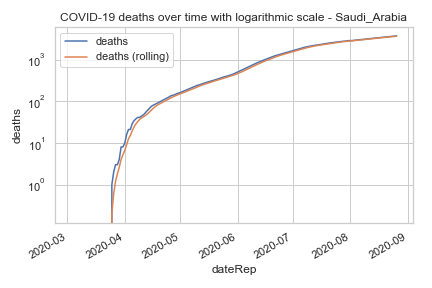 COVID-19 deaths over time with logarithmic scale - Saudi_Arabia
deaths
deaths (rolling)
10³
10²
10¹
10⁰
deaths
2020-03
2020-04
2020-05
2020-06
2020-07
2020-08
2020-09
dateRep